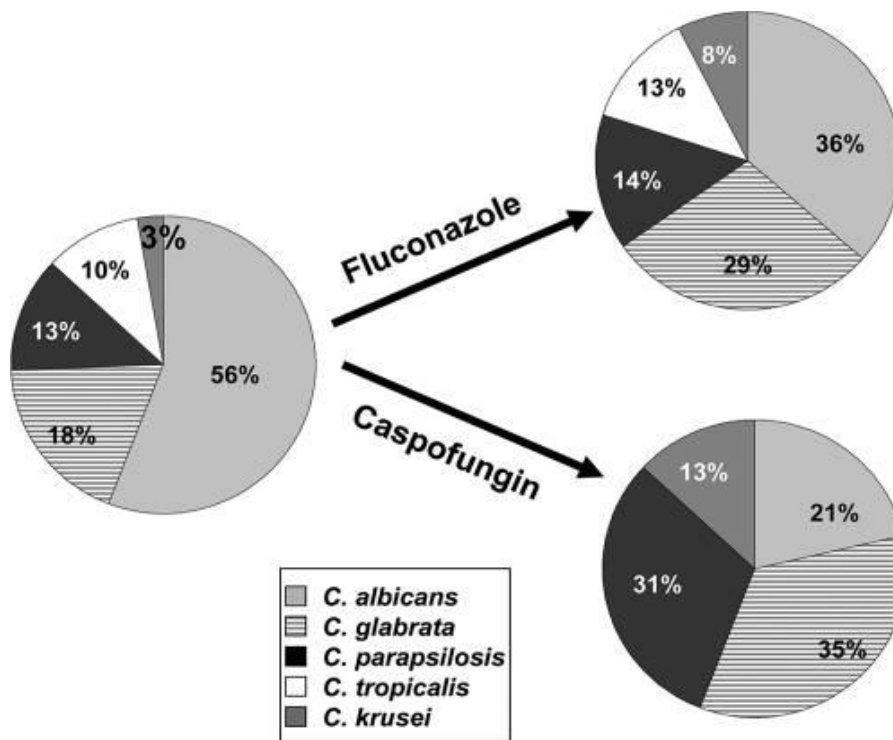 3%
10%
13%
18%
56%
Fluconazole
8%
13%
14%
36%
29%
Caspofungin
13%
21%
31%
35%
C. albicans
C. glabrata
C. parapsilosis
C. tropicalis
C. krusei